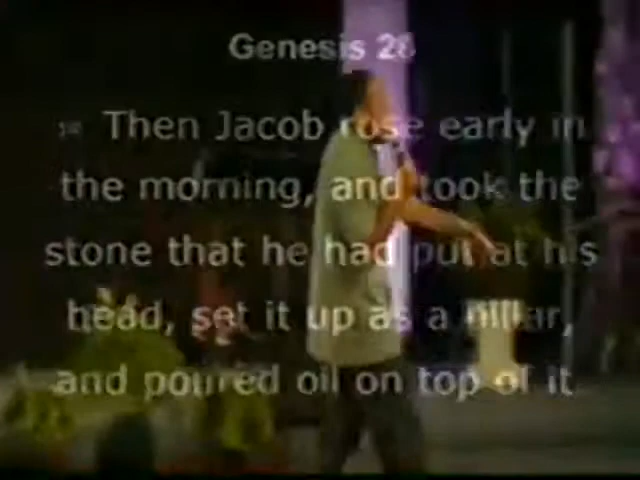 Genesis 28
18 Then Jacob rose early in
the morning, and took the
stone that he had put at his
head, set it up as a pillar,
and poured oil on top of it